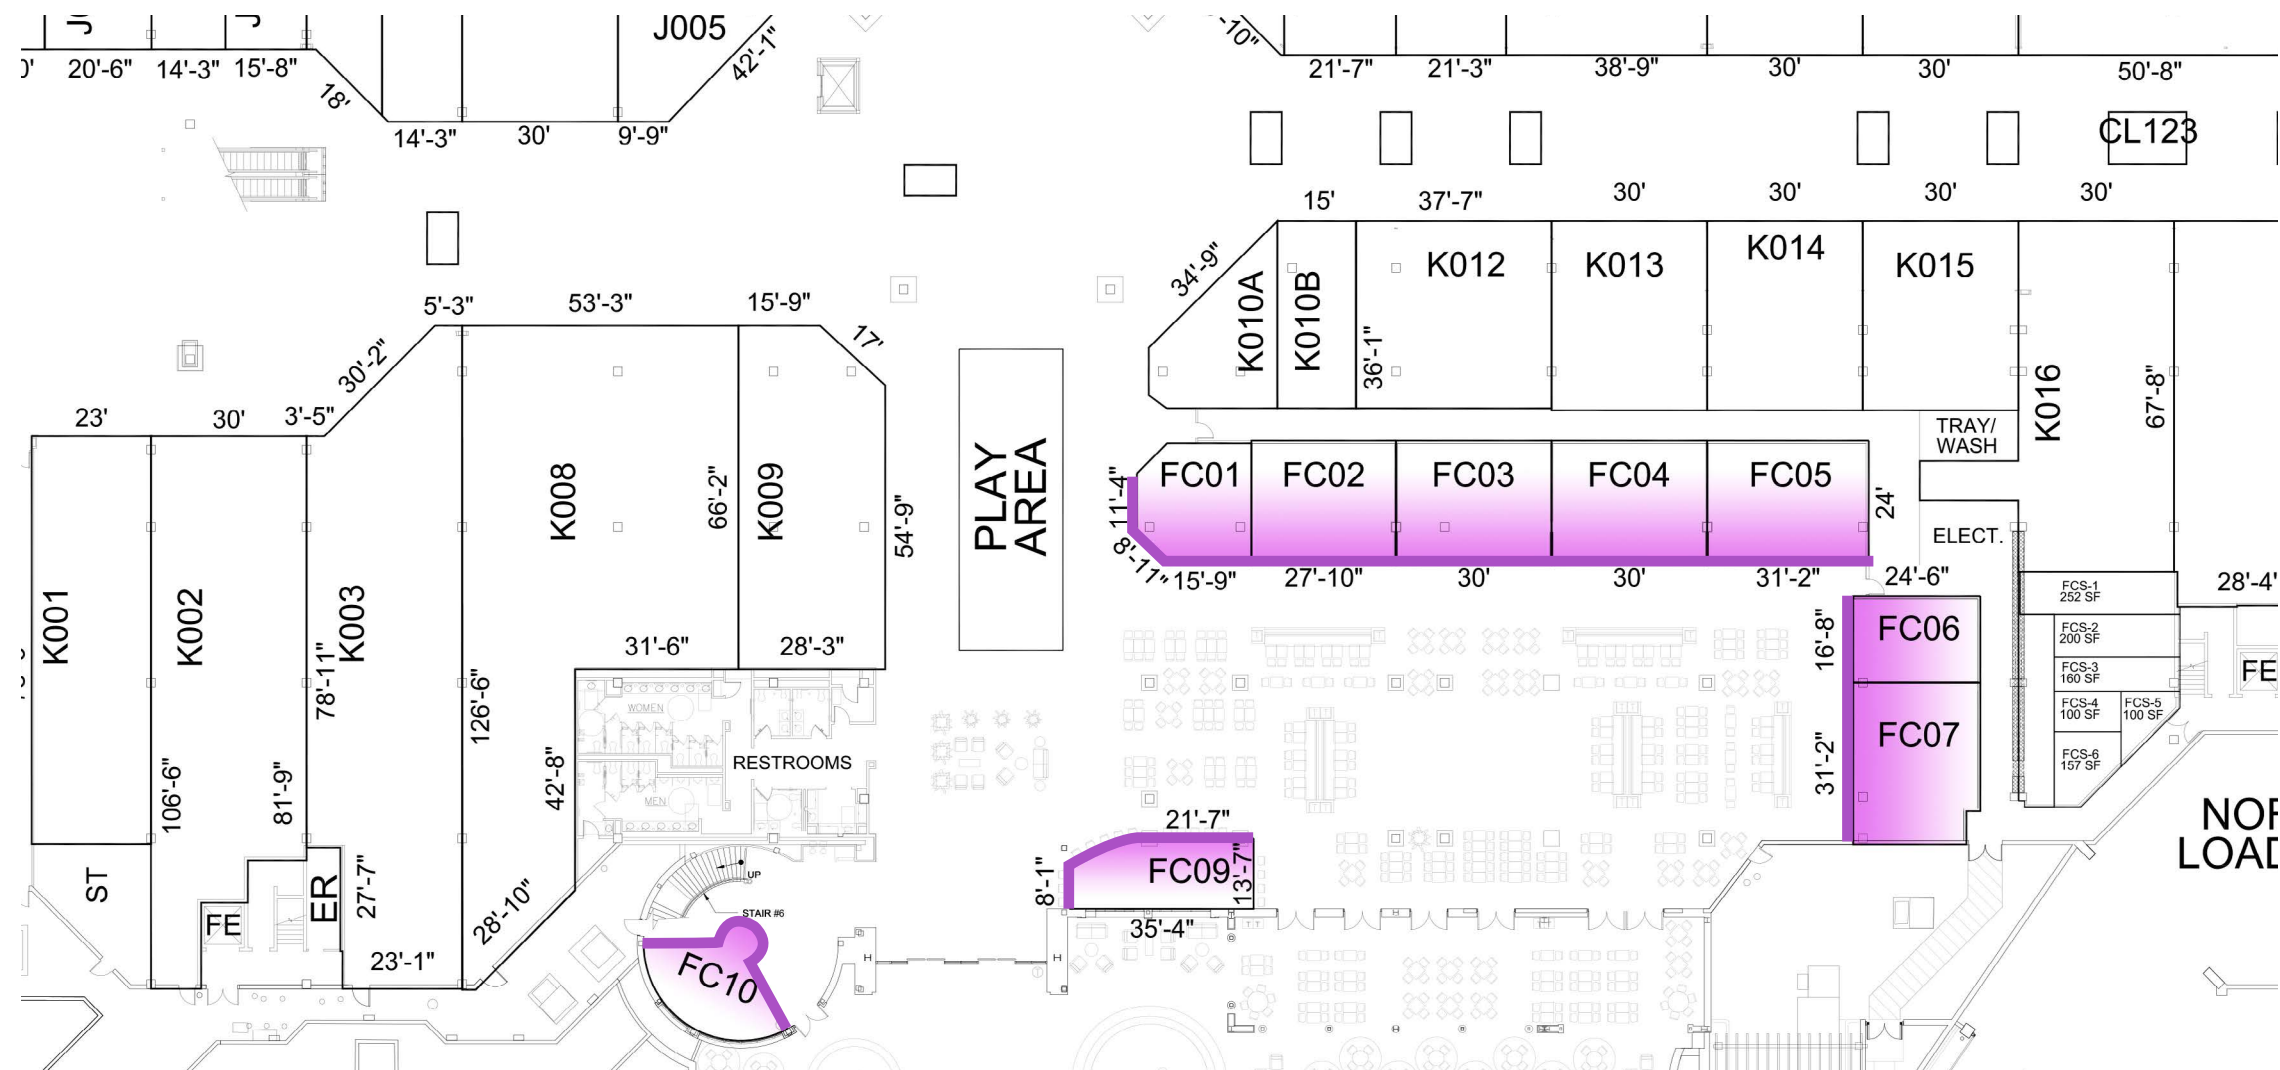 J005
42'-1"
20'-6"
14'-3"
15'-8"
18'
14'-3"
30'
9'-9"
21'-7"
21'-3"
38'-9"
30'
30'
50'-8"
CL123
15'
37'-7"
30'
30'
30'
30'
34'-9"
K010A
K010B
36'-1"
K012
K013
K014
K015
K016
67'-8"
TRAY/
WASH
ELECT.
5'-3"
53'-3"
15'-9"
17'
30'-2"
23'
30'
3'-5"
K001
K002
K003
K008
K009
66'-2"
54'-9"
31'-6"
28'-3"
78'-11"
126'-6"
106'-6"
81'-9"
42'-8"
27'-7"
28'-10"
23'-1"
ST
FE
ER
PLAY
AREA
WOMEN
MEN
RESTROOMS
UP
STAIR #6
FC01
FC02
FC03
FC04
FC05
11'-4"
8'-11"
15'-9"
27'-10"
30'
30'
31'-2"
24'
24'-6"
FC06
16'-8"
FC07
31'-2"
FCS-1
252 SF
FCS-2
200 SF
FCS-3
160 SF
FCS-4
100 SF
FCS-5
100 SF
FCS-6
157 SF
28'-4'
FE
21'-7"
FC09
8'-1"
13'-7"
35'-4"
FC10
H
H